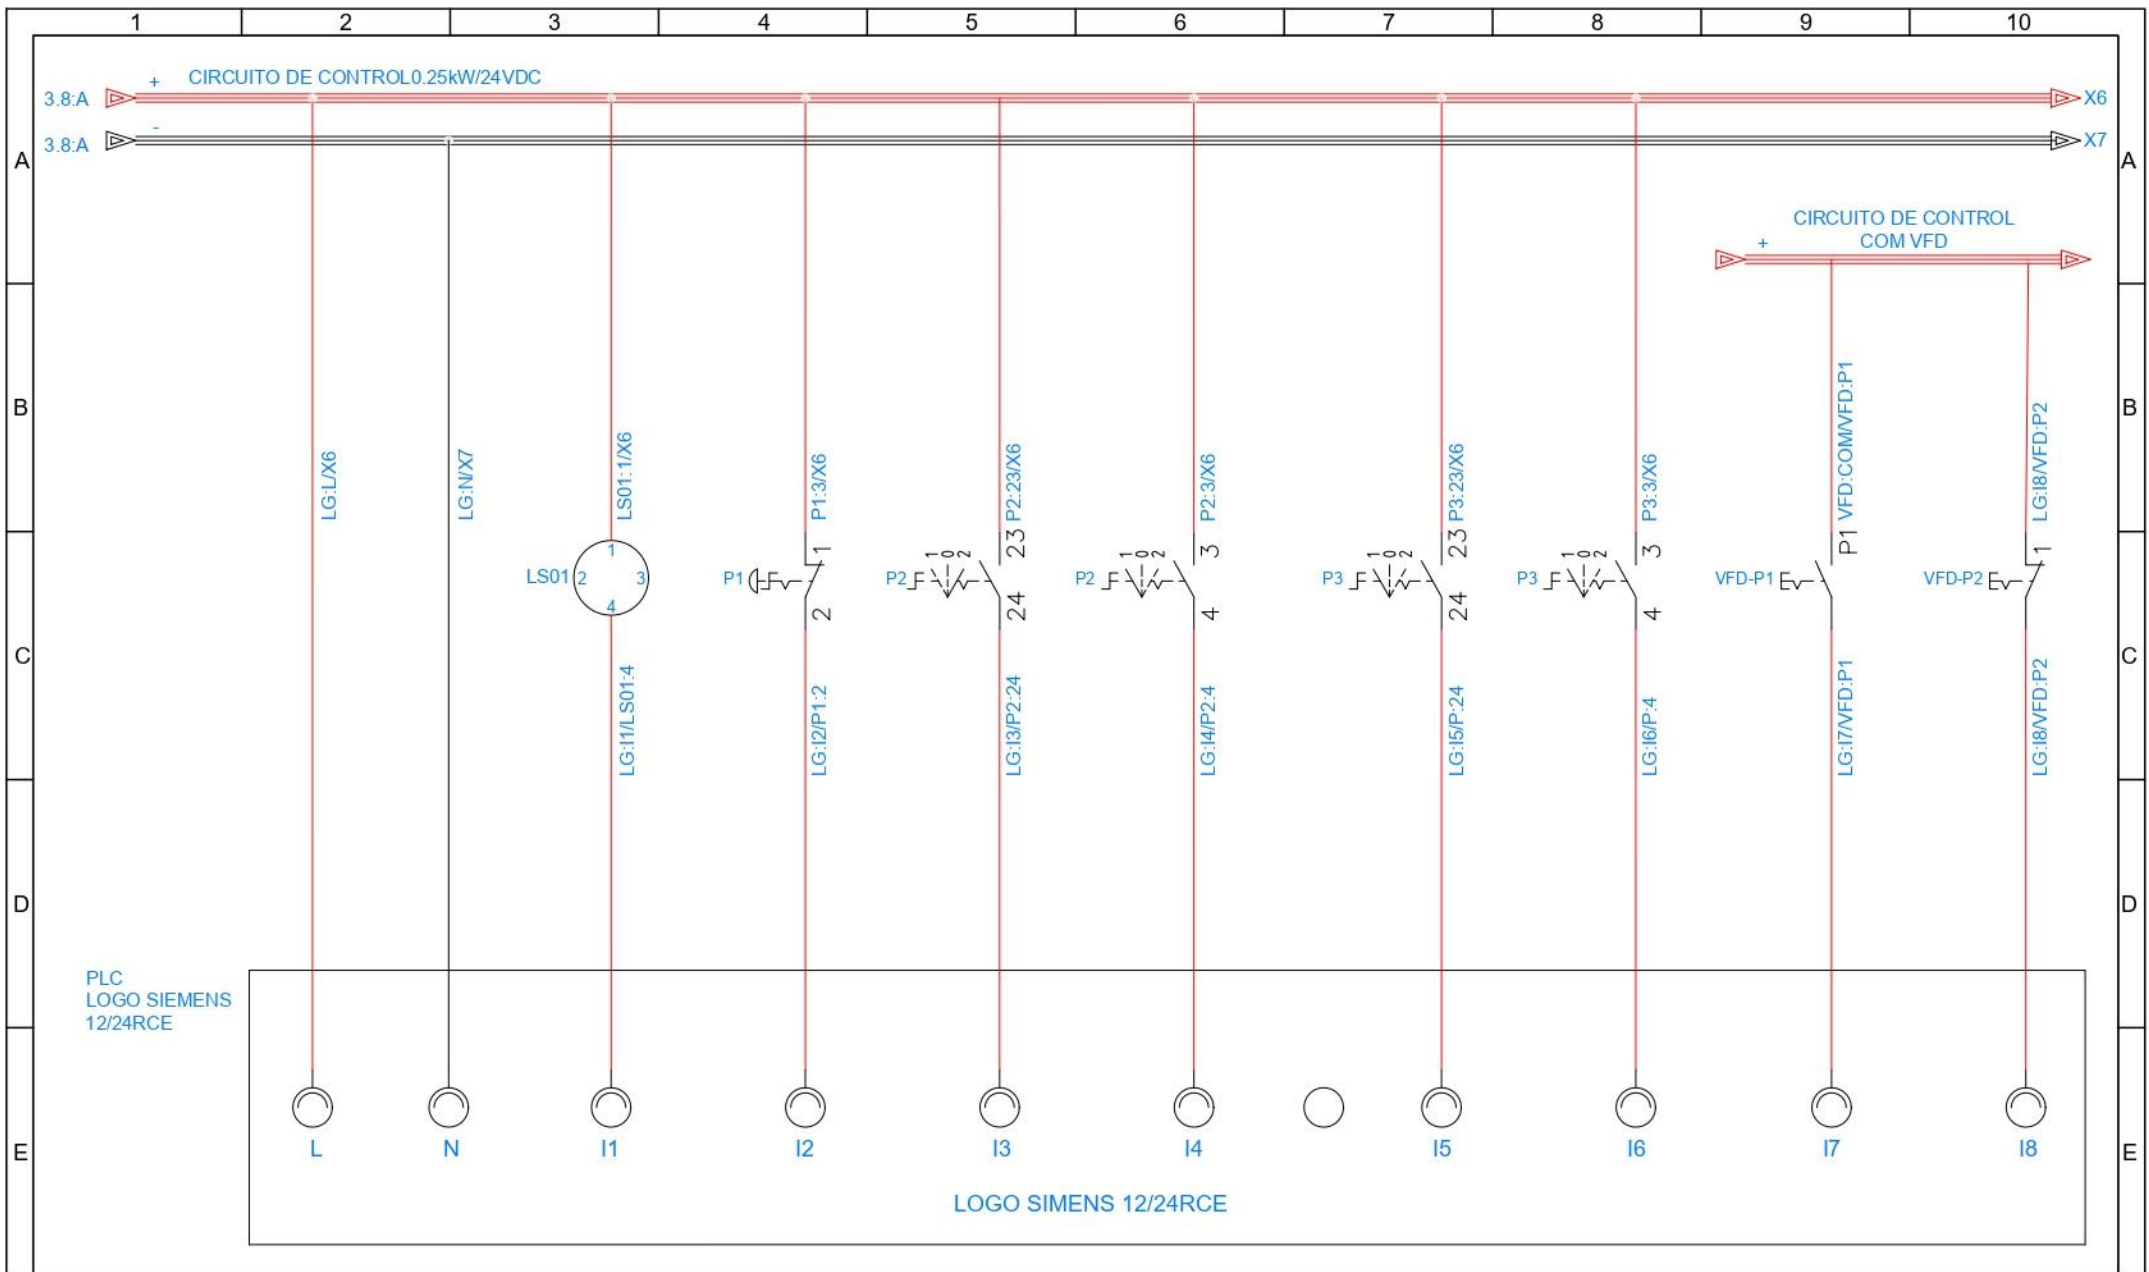 1 2 3 4 5 6 7 8 9 10
+ CIRCUITO DE CONTROL0.25kW/24VDC
3.8:A X6
-
3.8:A X7
A A
CIRCUITO DE CONTROL
+ COM VFD
B B
LG:L/X6
LG:N/X7
LS01:1/X6
P1:3/X6
P2:23/X6
P2:3/X6
P3:23/X6
P3:3/X6
VFD:COM/VFD:P1
LG:I8/VFD:P2
LS01 1 2 3 4
P1 1 2
P2 1 0 2 23 24
P2 1 0 2 3 4
P3 1 0 2 23 24
P3 1 0 2 3 4
VFD-P1 P1
VFD-P2 1
C C
LG:I1/LS01:4
LG:I2/P1:2
LG:I3/P2:24
LG:I4/P2:4
LG:I5/P:24
LG:I6/P:4
LG:I7/VFD:P1
LG:I8/VFD:P2
D D
PLC
LOGO SIEMENS
12/24RCE
E E
L N I1 I2 I3 I4 I5 I6 I7 I8
LOGO SIMENS 12/24RCE